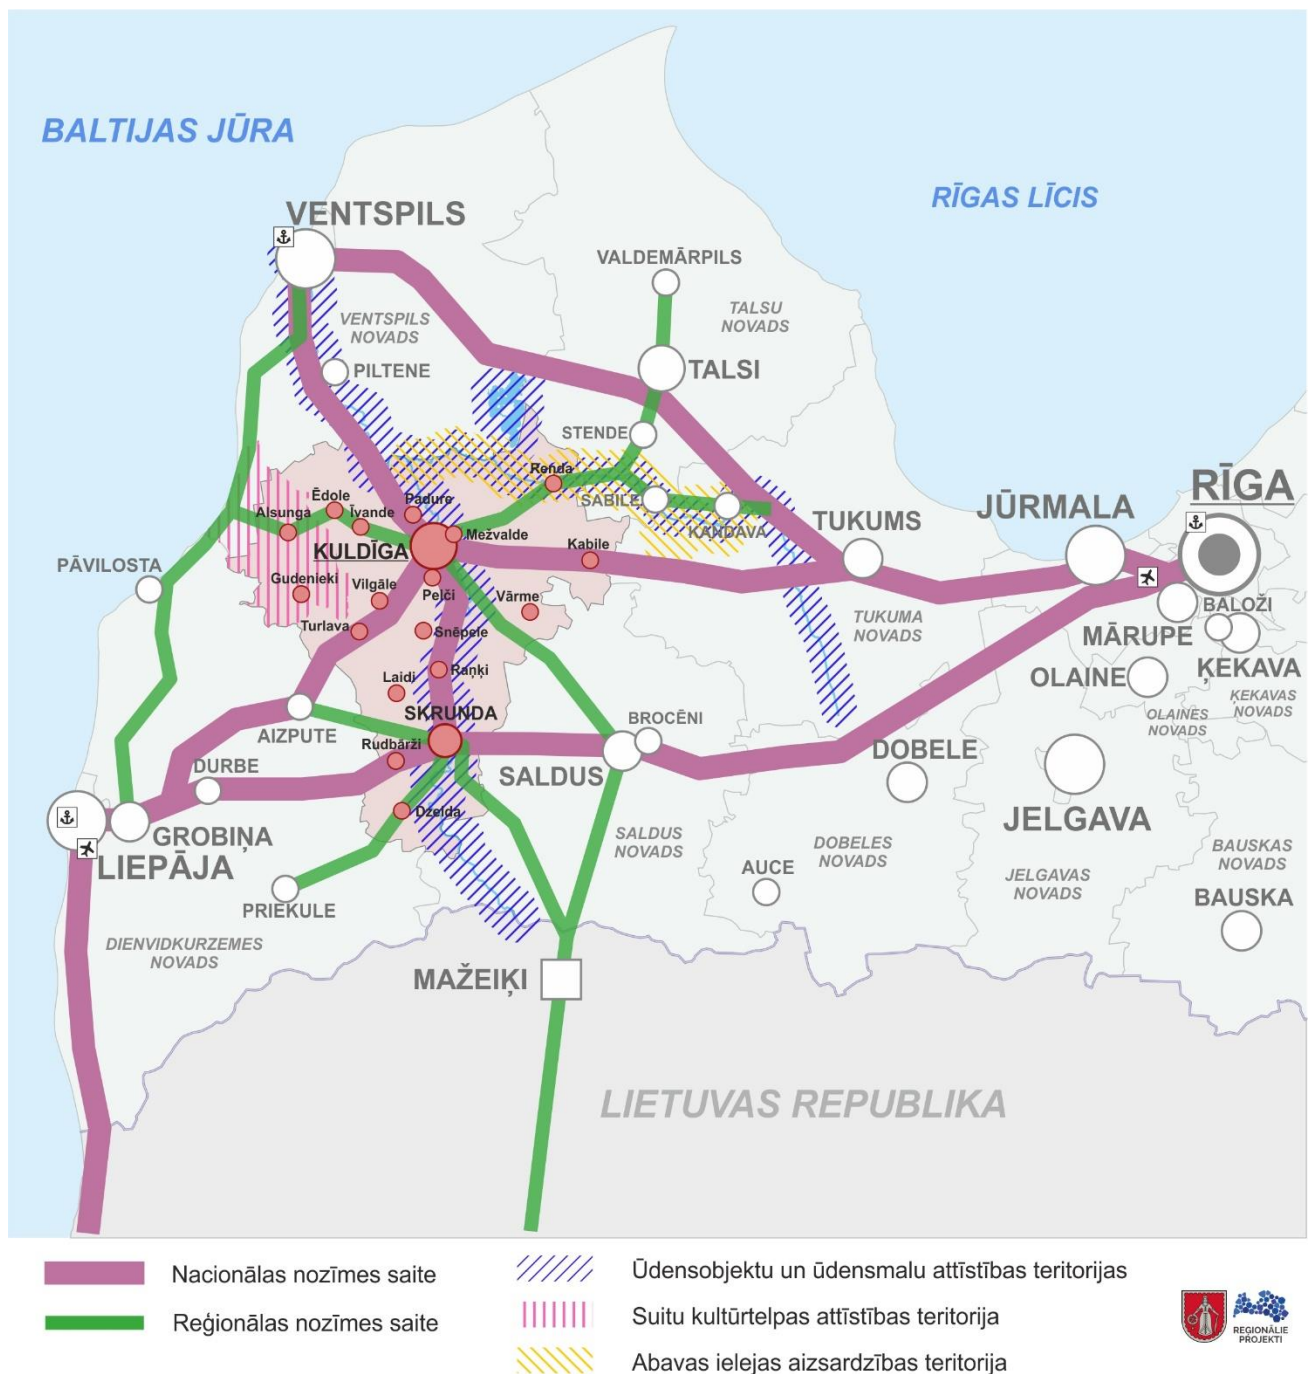 BALTIJAS JŪRA
RĪGAS LĪCIS
VENTSPILS
VALDEMĀRPILS
TALSU
NOVADS
VENTSPILS
NOVADS
PILTENE
TALSI
STENDE
Renda
SABILE
KANDAVA
Ēdole
Padure
Alsunga
Īvande
KULDĪGA
Mežvalde
Kabile
TUKUMS
JŪRMALA
RĪGA
PĀVILOSTA
Gudenieki
Vilgāle
Pelči
Vārme
Turlava
Snēpele
TUKUMA
NOVADS
BALOŽI
MĀRUPE
ĶEKAVA
OLAINE
ĶEKAVAS
NOVADS
OLAINES
NOVADS
Laidi
Raņķi
SKRUNDA
AIZPUTE
BROCĒNI
Rudbārži
DURBE
SALDUS
DOBELE
GROBIŅA
LIEPĀJA
Dzelda
JELGAVA
SALDUS
NOVADS
DOBELES
NOVADS
AUCE
JELGAVAS
NOVADS
BAUSKAS
NOVADS
BAUSKA
PRIEKULE
DIENVIDKURZEMES
NOVADS
MAŽEIĶI
LIETUVAS REPUBLIKA
Nacionālas nozīmes saite
Reģionālas nozīmes saite
Ūdensobjektu un ūdensmalu attīstības teritorijas
Suitu kultūrtelpas attīstības teritorija
Abavas ielejas aizsardzības teritorija
REĢIONĀLIE
PROJEKTI